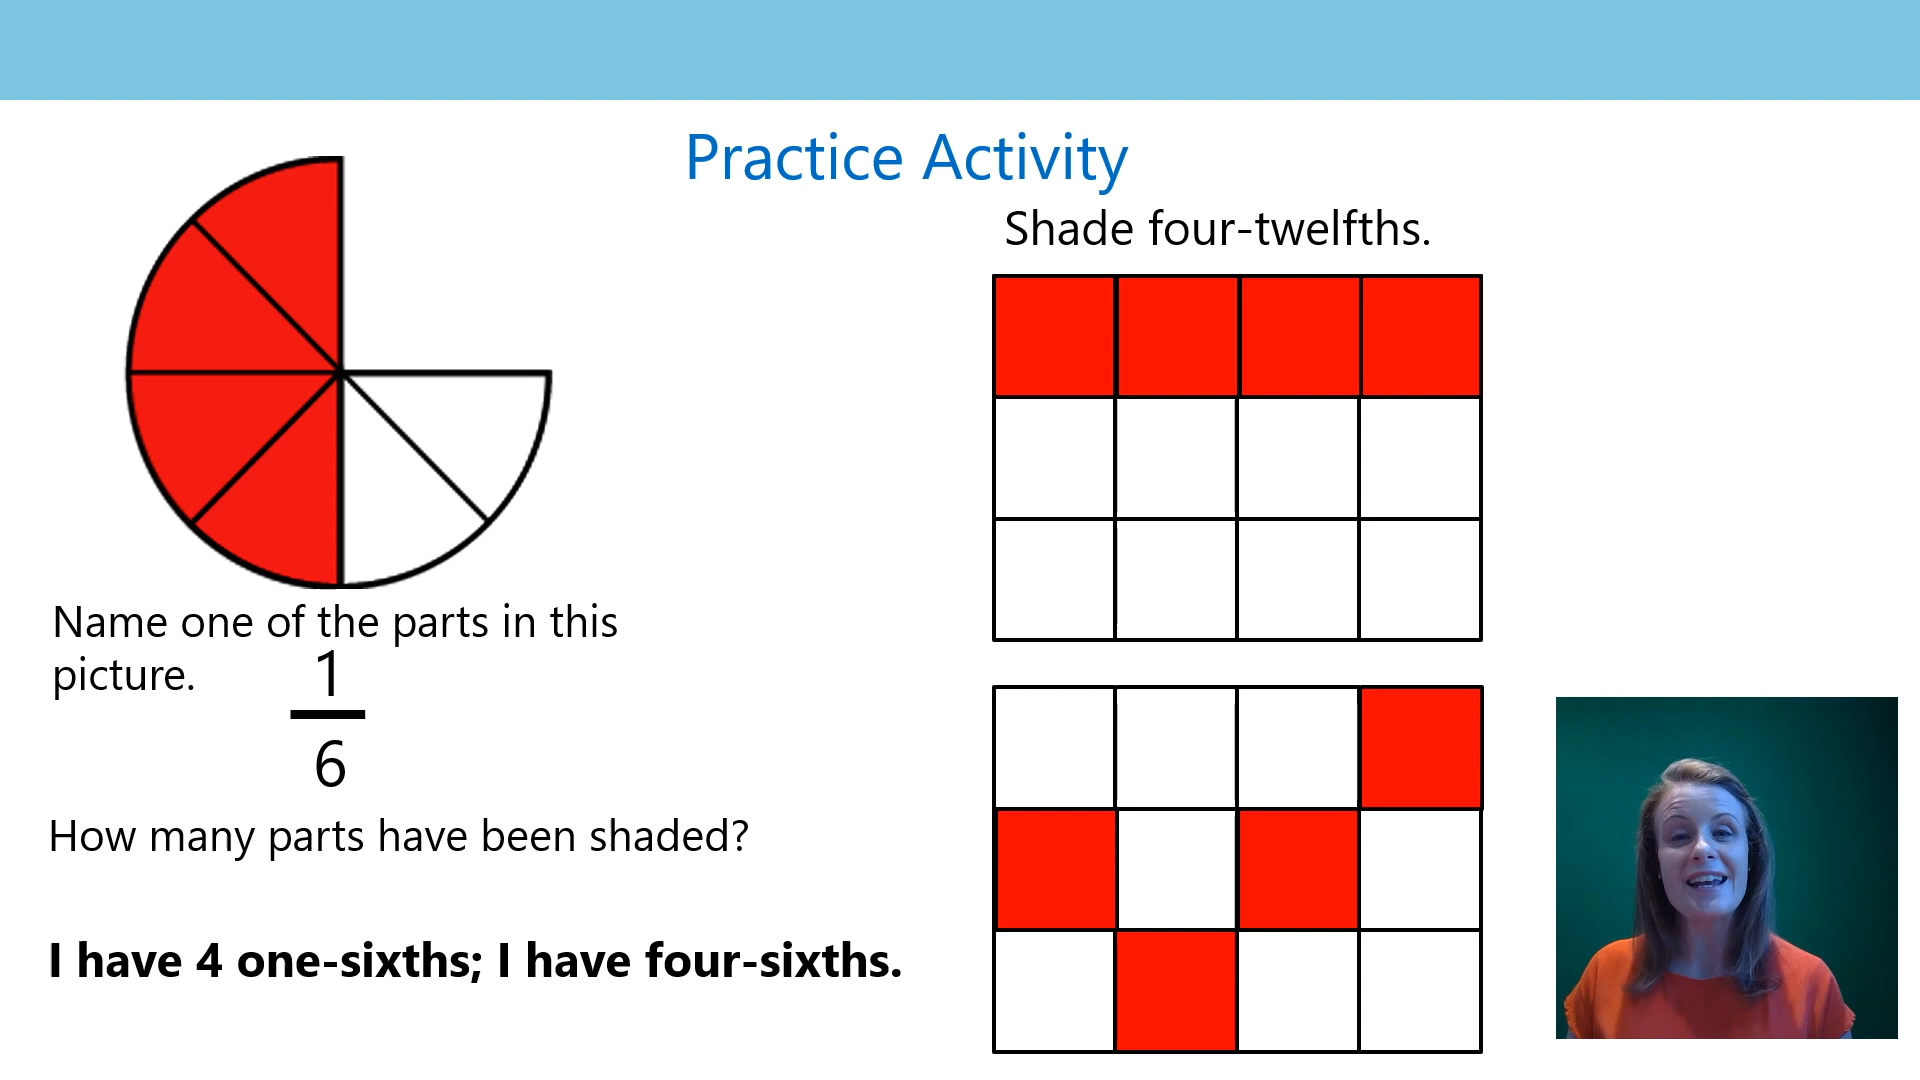 Practice Activity
Shade four-twelfths.
Name one of the parts in this
picture.
1
6
How many parts have been shaded?
I have 4 one-sixths; I have four-sixths.